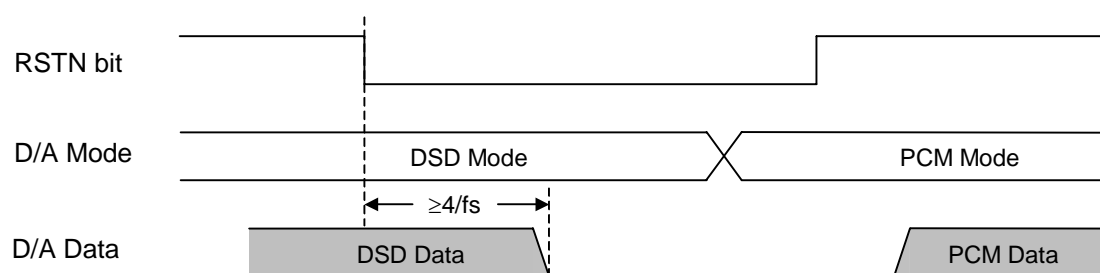 RSTN bit
D/A Mode
DSD Mode
PCM Mode
≥4/fs
D/A Data
DSD Data
PCM Data